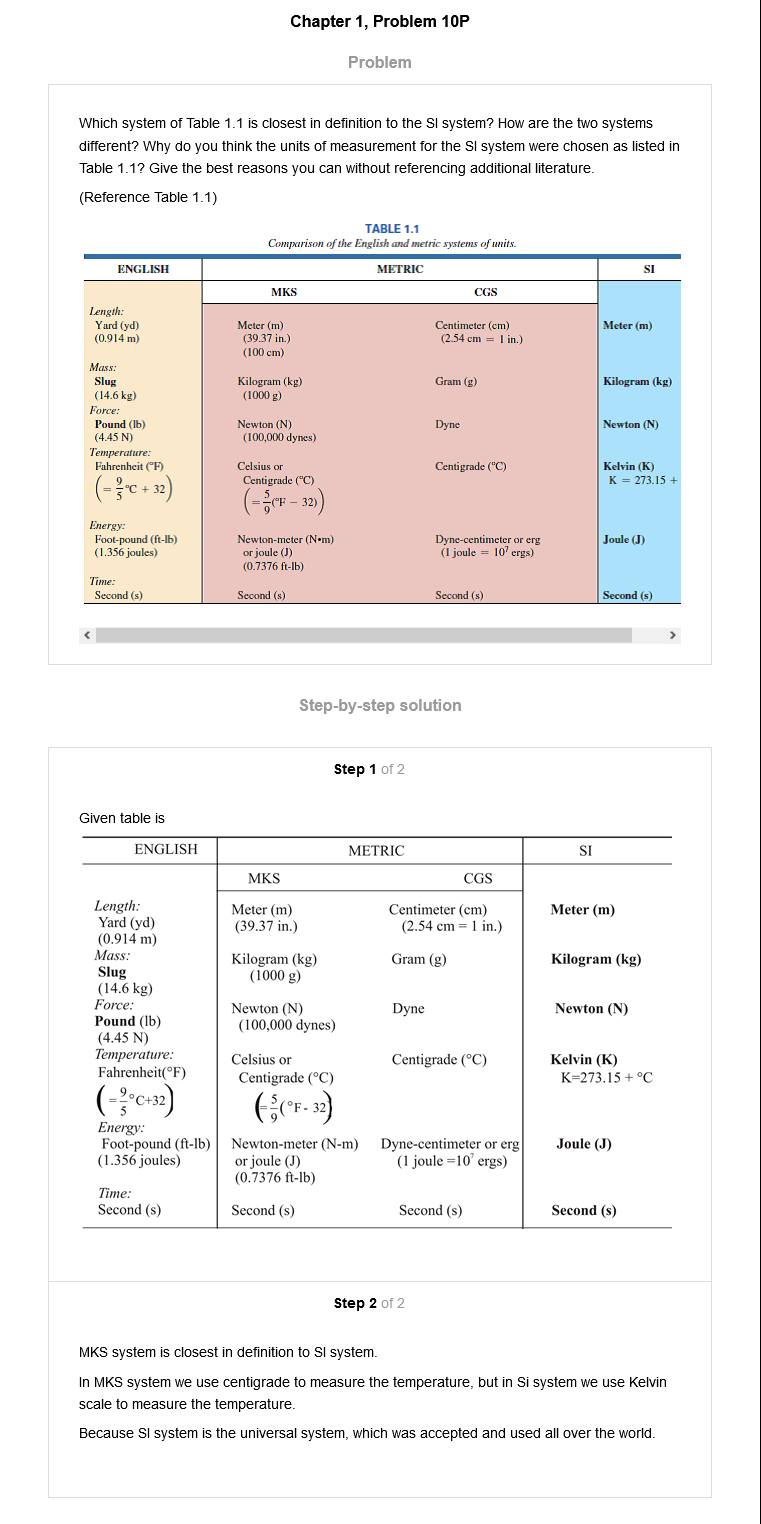 Chapter 1, Problem 10P
Problem
Which system of Table 1.1 is closest in definition to the SI system? How are the two systems
different? Why do you think the units of measurement for the SI system were chosen as listed in
Table 1.1? Give the best reasons you can without referencing additional literature.
(Reference Table 1.1)
TABLE 1.1
Comparison of the English and metric systems of units.
ENGLISH METRIC SI
MKS CGS
Length:
Yard (yd) Meter (m) Centimeter (cm) Meter (m)
(0.914 m) (39.37 in.) (2.54 cm = 1 in.)
(100 cm)
Mass:
Slug Kilogram (kg) Gram (g) Kilogram (kg)
(14.6 kg) (1000 g)
Force:
Pound (lb) Newton (N) Dyne Newton (N)
(4.45 N) (100,000 dynes)
Temperature:
Fahrenheit (°F) Celsius or Centigrade (°C) Kelvin (K)
(= 9/5 °C + 32) Centigrade (°C) K = 273.15 +
(= 5/9 (°F − 32))
Energy:
Foot-pound (ft-lb) Newton-meter (N•m) Dyne-centimeter or erg Joule (J)
(1.356 joules) or joule (J) (1 joule = 10⁷ ergs)
(0.7376 ft-lb)
Time:
Second (s) Second (s) Second (s) Second (s)
Step-by-step solution
Step 1 of 2
Given table is
ENGLISH METRIC SI
MKS CGS
Length: Meter (m) Centimeter (cm) Meter (m)
Yard (yd) (39.37 in.) (2.54 cm = 1 in.)
(0.914 m)
Mass: Kilogram (kg) Gram (g) Kilogram (kg)
Slug (1000 g)
(14.6 kg)
Force: Newton (N) Dyne Newton (N)
Pound (lb) (100,000 dynes)
(4.45 N)
Temperature: Celsius or Centigrade (°C) Kelvin (K)
Fahrenheit(°F) Centigrade (°C) K=273.15 + °C
(= 9/5 °C+32) (= 5/9 (°F - 32)
Energy:
Foot-pound (ft-lb) Newton-meter (N-m) Dyne-centimeter or erg Joule (J)
(1.356 joules) or joule (J) (1 joule =10⁷ ergs)
(0.7376 ft-lb)
Time:
Second (s) Second (s) Second (s) Second (s)
Step 2 of 2
MKS system is closest in definition to SI system.
In MKS system we use centigrade to measure the temperature, but in Si system we use Kelvin
scale to measure the temperature.
Because SI system is the universal system, which was accepted and used all over the world.